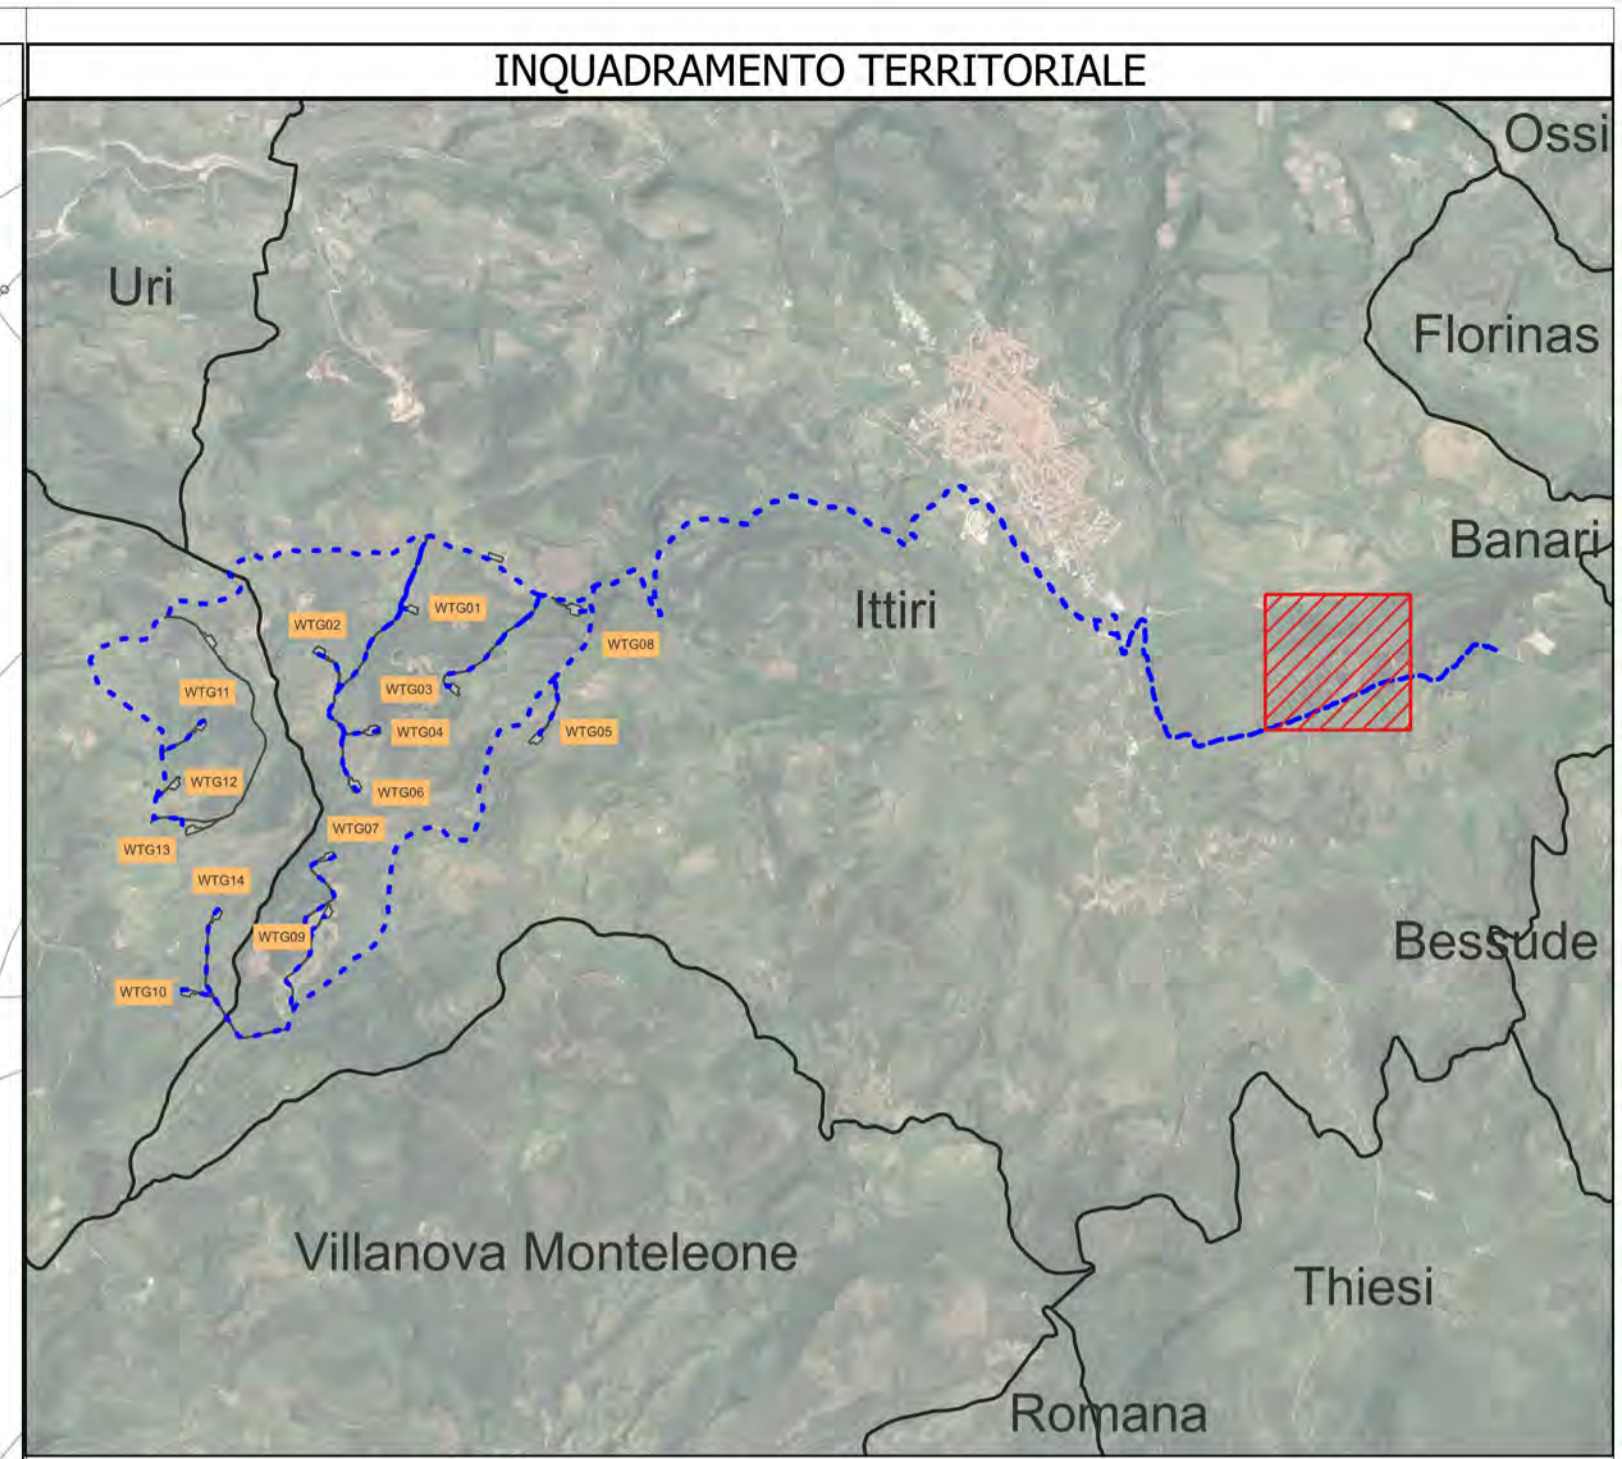 INQUADRAMENTO TERRITORIALE
Ossi
Uri
Florinas
Banari
Ittiri
WTG01
WTG02
WTG08
WTG03
WTG11
WTG04
WTG05
WTG12
WTG06
WTG07
WTG13
WTG14
WTG09
Bessude
WTG10
Villanova Monteleone
Thiesi
Romana